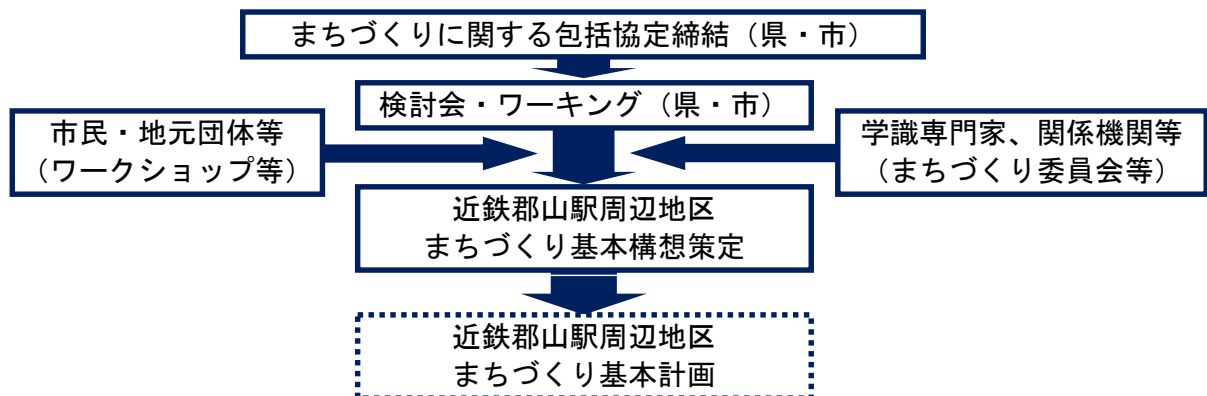 まちづくりに関する包括協定締結（県・市）
検討会・ワーキング（県・市）
市民・地元団体等
（ワークショップ等）
学識専門家、関係機関等
（まちづくり委員会等）
近鉄郡山駅周辺地区
まちづくり基本構想策定
近鉄郡山駅周辺地区
まちづくり基本計画